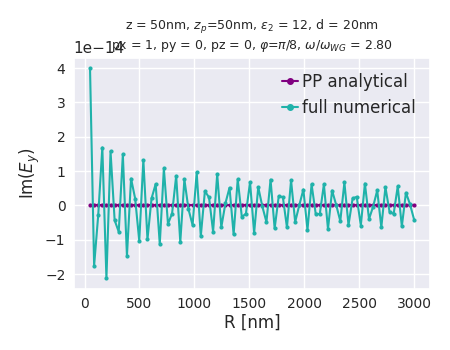 z = 50nm, z_p=50nm, ε_2 = 12, d = 20nm
px = 1, py = 0, pz = 0, φ=π/8, ω/ω_WG = 2.80
1e−14
PP analytical
full numerical
4
3
2
1
0
−1
−2
Im(E_y)
0 500 1000 1500 2000 2500 3000
R [nm]